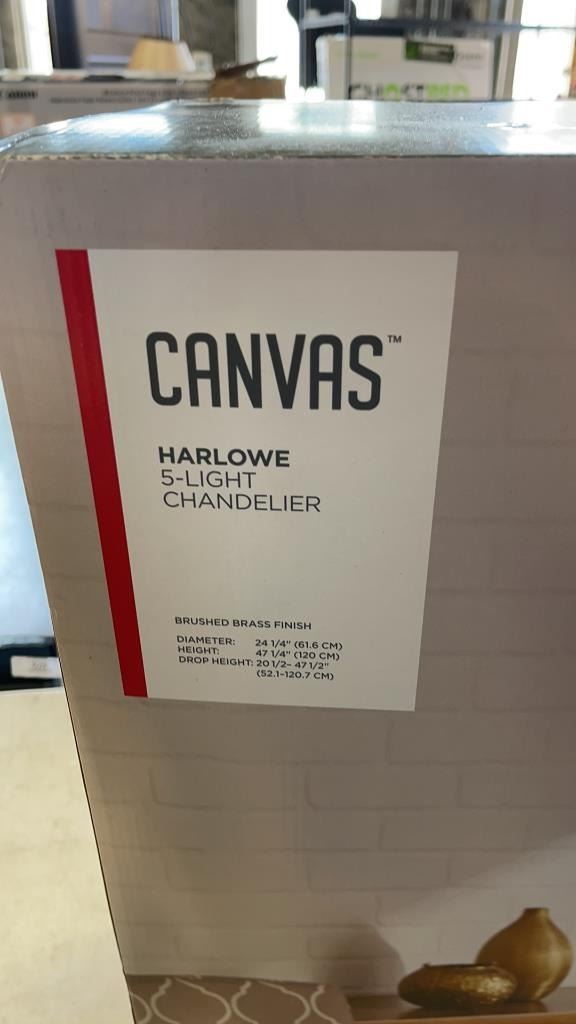 CANVAS™
HARLOWE
5-LIGHT
CHANDELIER
BRUSHED BRASS FINISH
DIAMETER: 24 1/4" (61.6 CM)
HEIGHT: 47 1/4" (120 CM)
DROP HEIGHT: 20 1/2- 47 1/2"
(52.1-120.7 CM)